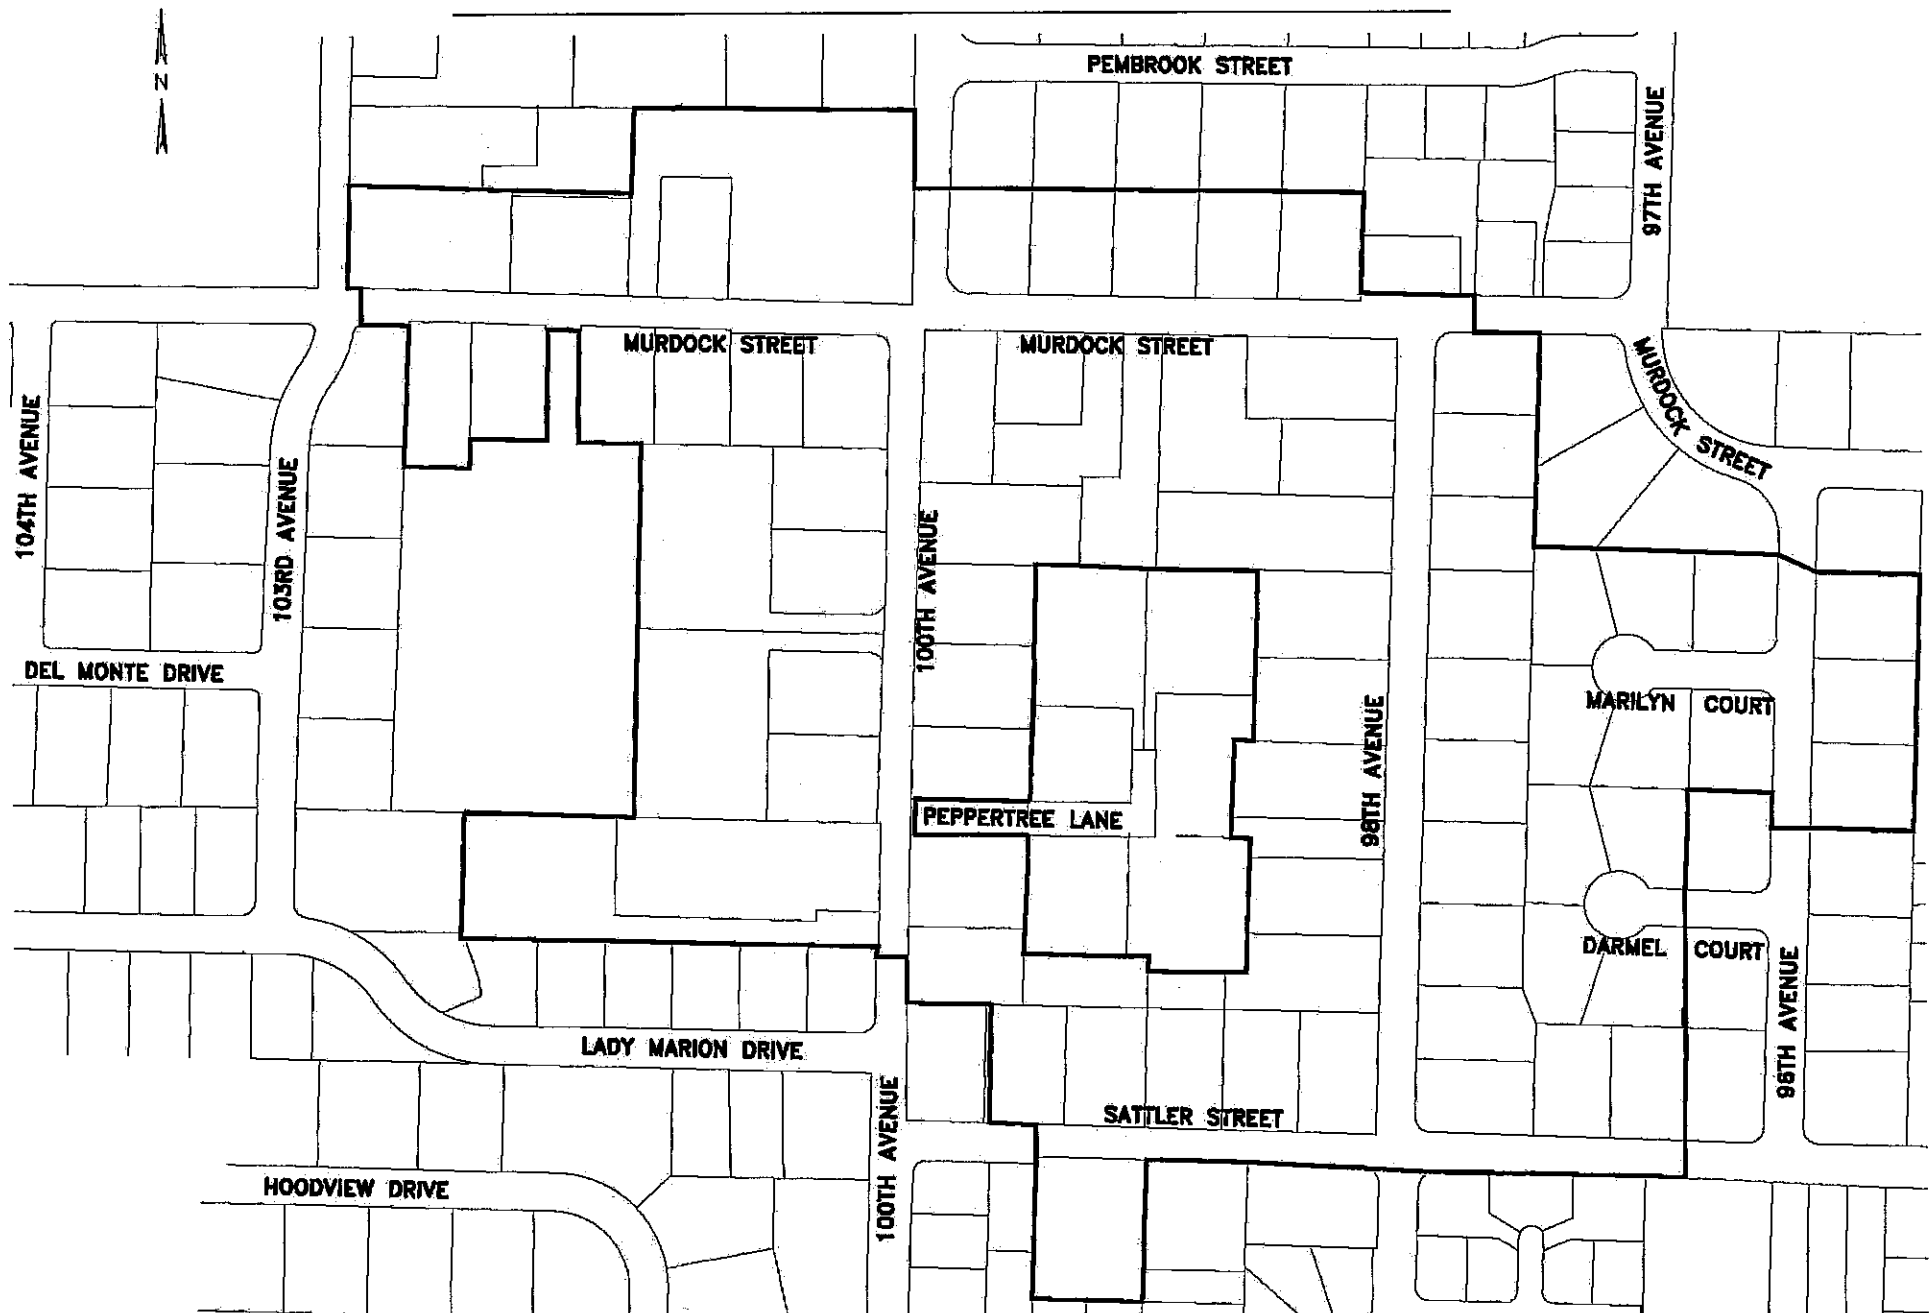 N
PEMBROOK STREET
97TH AVENUE
MURDOCK STREET
MURDOCK STREET
MURDOCK STREET
104TH AVENUE
103RD AVENUE
100TH AVENUE
DEL MONTE DRIVE
MARILYN COURT
98TH AVENUE
PEPPERTREE LANE
DARMEL COURT
96TH AVENUE
LADY MARION DRIVE
100TH AVENUE
SATTLER STREET
HOODVIEW DRIVE